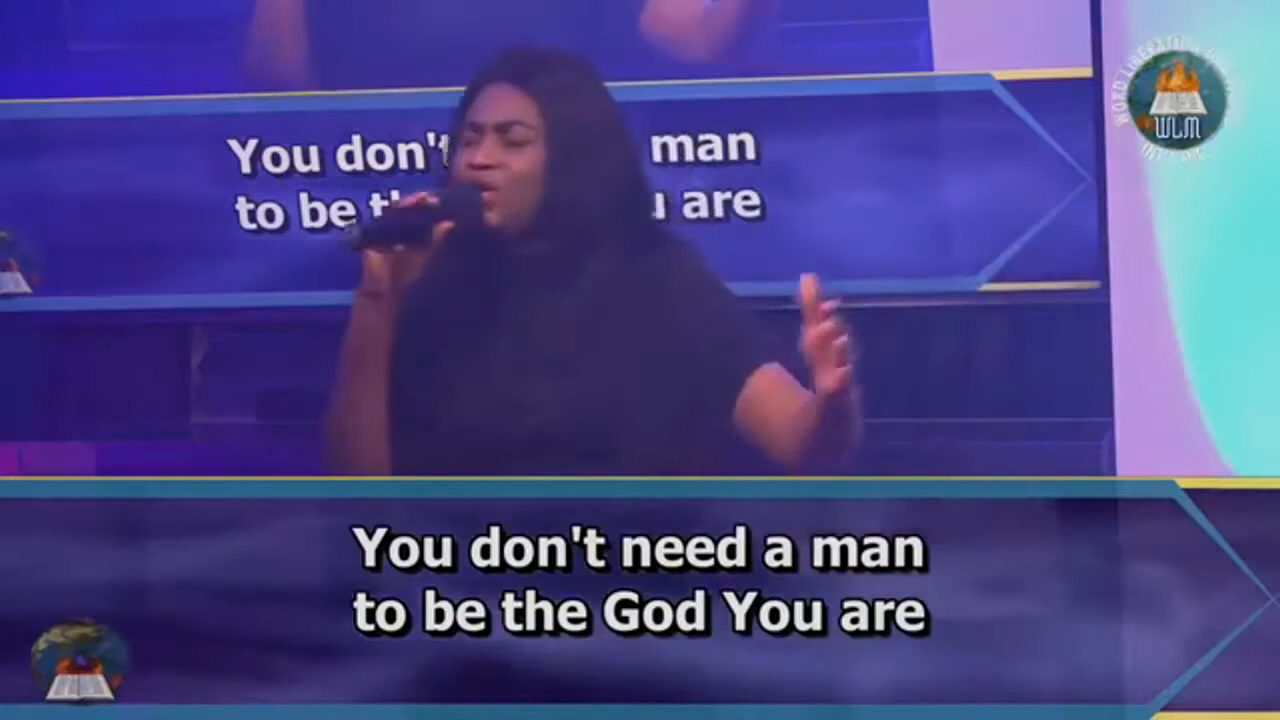 You don't man
to be are
WLM
You don't need a man
to be the God You are